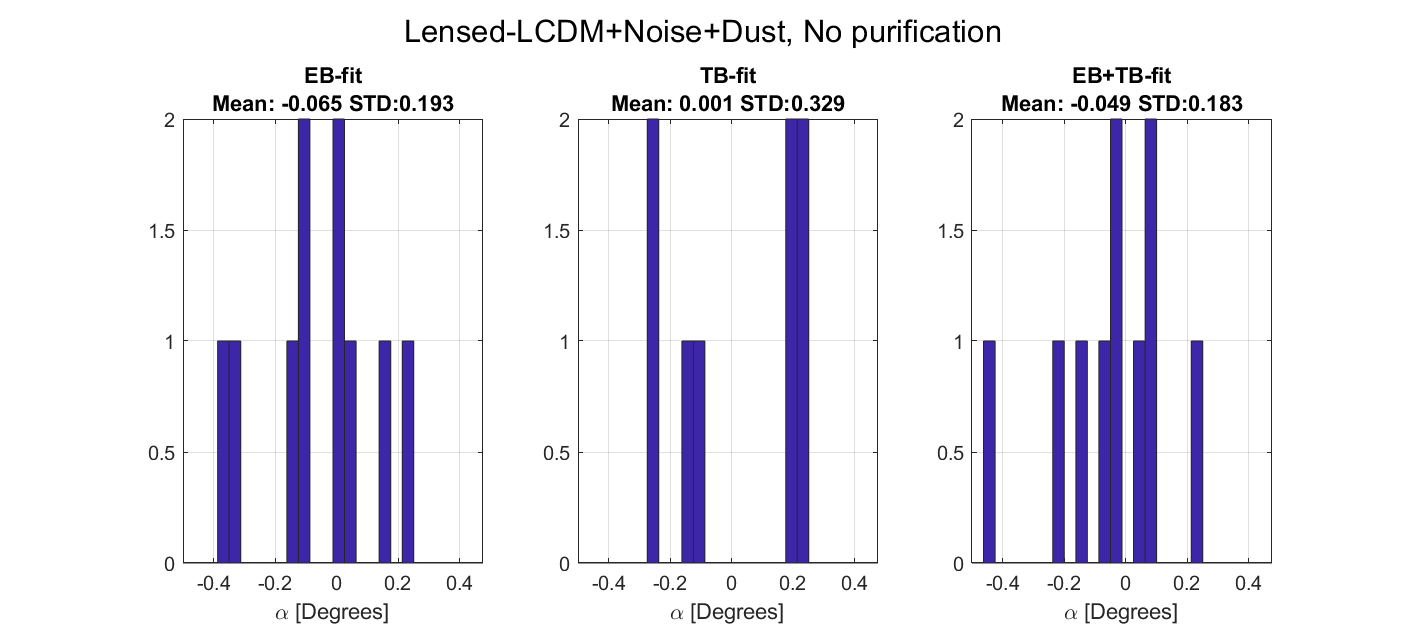 Lensed-LCDM+Noise+Dust, No purification
EB-fit
Mean: -0.065 STD:0.193
2
1.5
1
0.5
0
-0.4 -0.2 0 0.2 0.4
α [Degrees]
TB-fit
Mean: 0.001 STD:0.329
2
1.5
1
0.5
0
-0.4 -0.2 0 0.2 0.4
α [Degrees]
EB+TB-fit
Mean: -0.049 STD:0.183
2
1.5
1
0.5
0
-0.4 -0.2 0 0.2 0.4
α [Degrees]